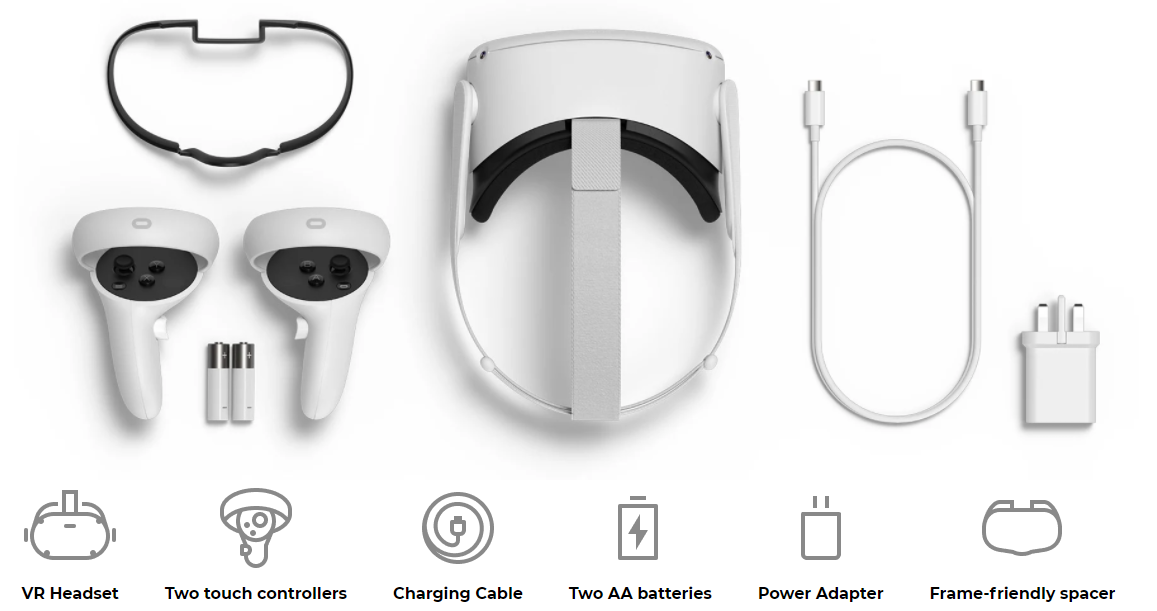 VR Headset
Two touch controllers
Charging Cable
Two AA batteries
Power Adapter
Frame-friendly spacer